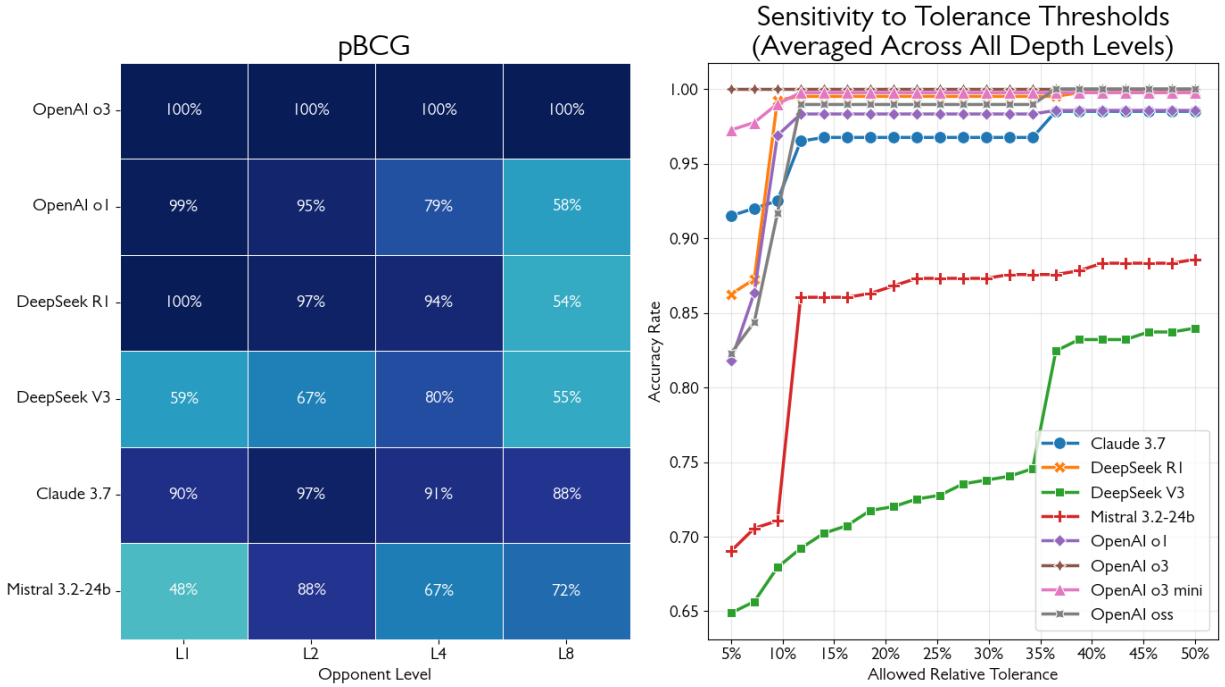 pBCG
OpenAI o3
100% 100% 100% 100%
OpenAI o1
99% 95% 79% 58%
DeepSeek R1
100% 97% 94% 54%
DeepSeek V3
59% 67% 80% 55%
Claude 3.7
90% 97% 91% 88%
Mistral 3.2-24b
48% 88% 67% 72%
L1 L2 L4 L8
Opponent Level
Sensitivity to Tolerance Thresholds
(Averaged Across All Depth Levels)
Accuracy Rate
1.00
0.95
0.90
0.85
0.80
0.75
0.70
0.65
Claude 3.7
DeepSeek R1
DeepSeek V3
Mistral 3.2-24b
OpenAI o1
OpenAI o3
OpenAI o3 mini
OpenAI oss
5% 10% 15% 20% 25% 30% 35% 40% 45% 50%
Allowed Relative Tolerance